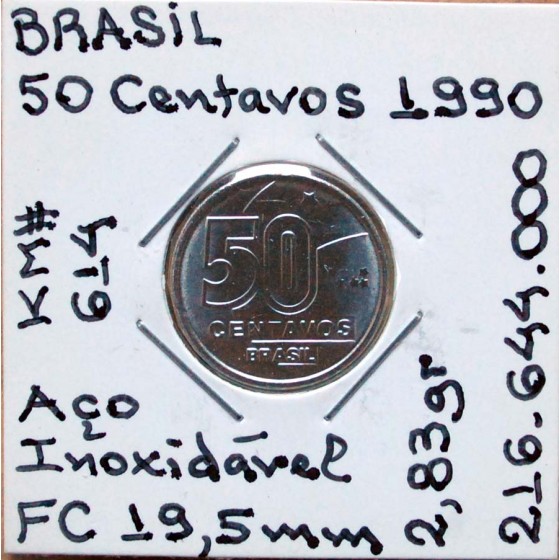 BRASIL
50 Centavos 1990
KM#
614
50
CENTAVOS
BRASIL
Aço
Inoxidável
FC 19,5mm
2,83gr
216.644.000